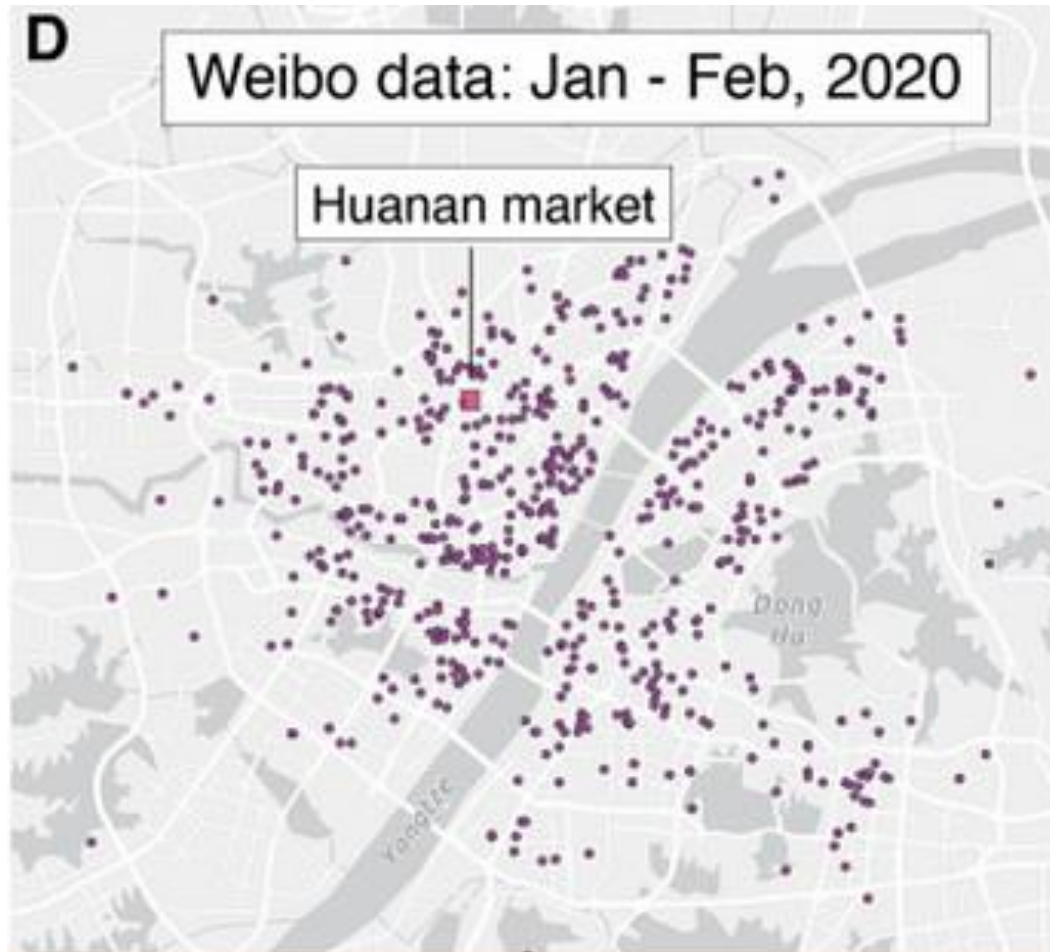 D
Weibo data: Jan - Feb, 2020
Huanan market
Dong
Hu
Yangtze